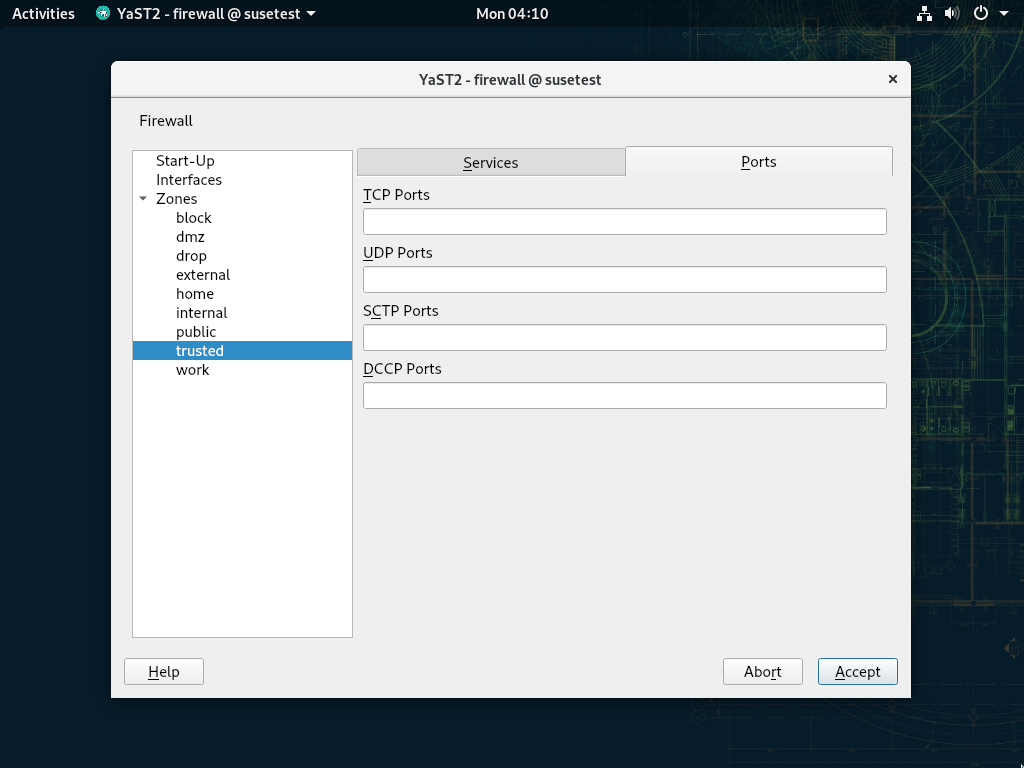 Activities YaST2 - firewall @ susetest Mon 04:10
YaST2 - firewall @ susetest
Firewall
Start-Up
Interfaces
Zones
block
dmz
drop
external
home
internal
public
trusted
work
Services Ports
TCP Ports
UDP Ports
SCTP Ports
DCCP Ports
Help Abort Accept